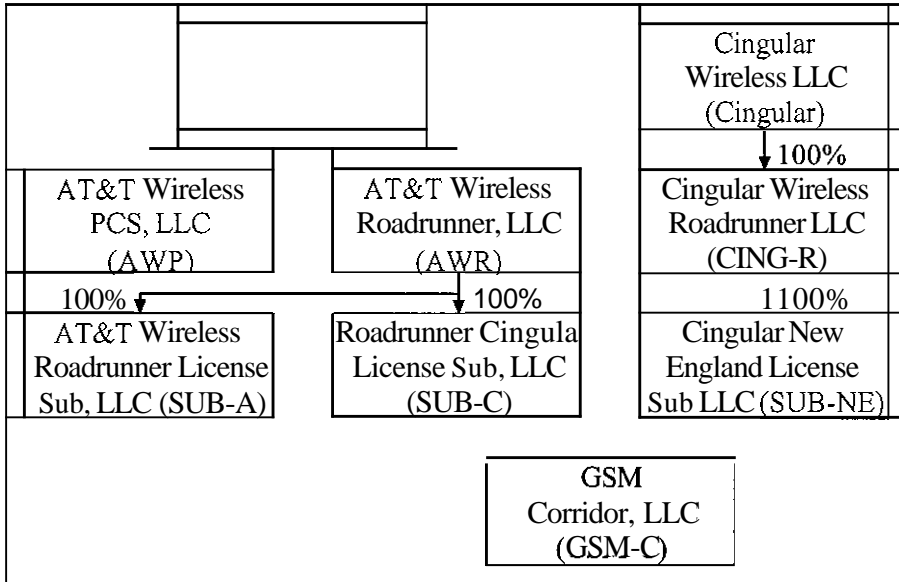 Cingular
Wireless LLC
(Cingular)
100%
AT&T Wireless
PCS, LLC
(AWP)
AT&T Wireless
Roadrunner, LLC
(AWR)
Cingular Wireless
Roadrunner LLC
(CING-R)
100%
100%
1100%
AT&T Wireless
Roadrunner License
Sub, LLC (SUB-A)
Roadrunner Cingula
License Sub, LLC
(SUB-C)
Cingular New
England License
Sub LLC (SUB-NE)
GSM
Corridor, LLC
(GSM-C)